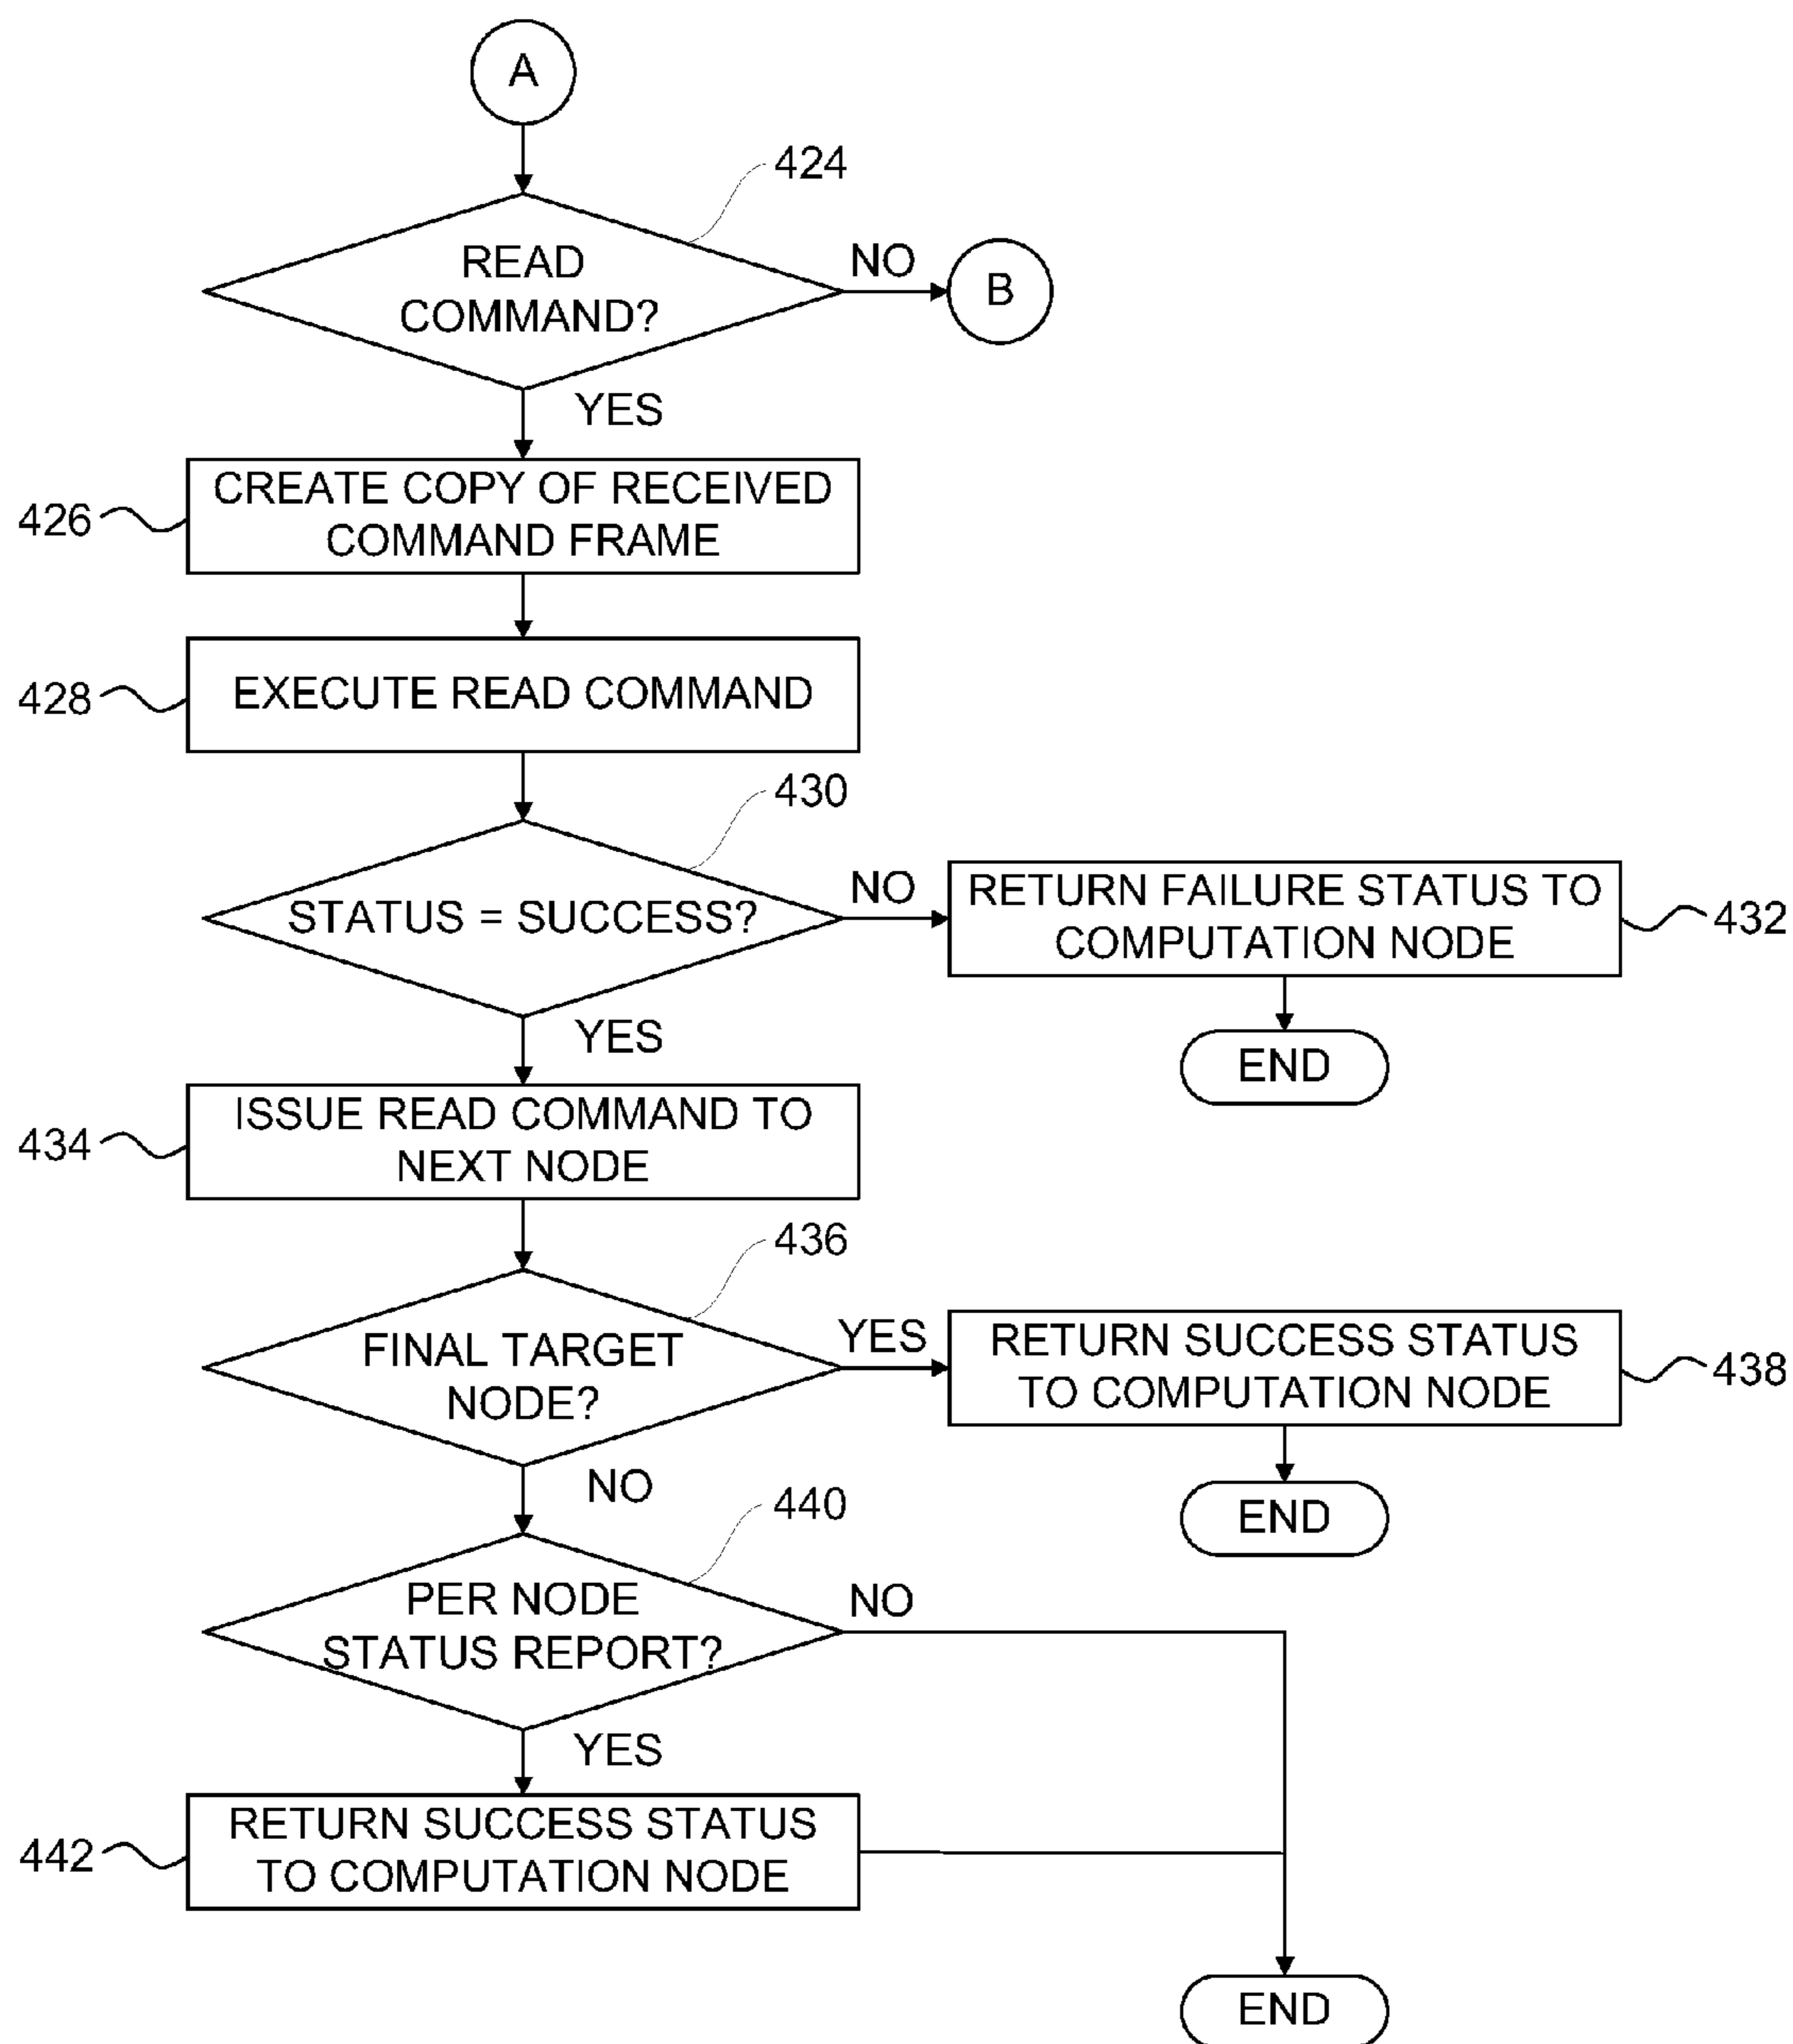 A
424
READ
COMMAND?
NO
B
YES
426
CREATE COPY OF RECEIVED
COMMAND FRAME
428
EXECUTE READ COMMAND
430
STATUS = SUCCESS?
NO
RETURN FAILURE STATUS TO
COMPUTATION NODE
432
END
YES
434
ISSUE READ COMMAND TO
NEXT NODE
436
FINAL TARGET
NODE?
YES
RETURN SUCCESS STATUS
TO COMPUTATION NODE
438
END
NO
440
PER NODE
STATUS REPORT?
NO
YES
442
RETURN SUCCESS STATUS
TO COMPUTATION NODE
END